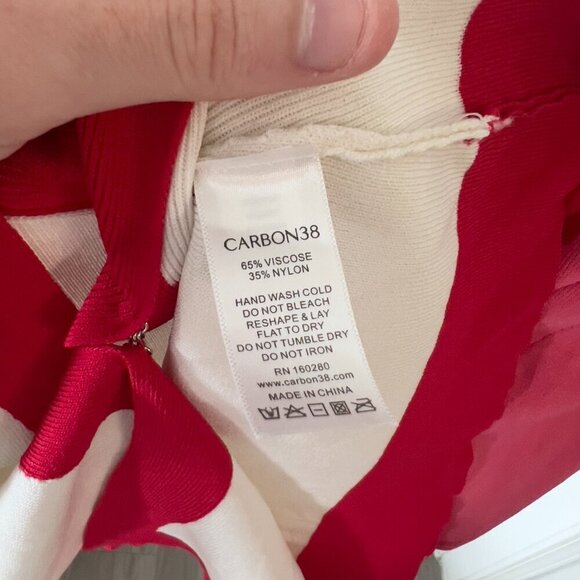 CARBON38
65% VISCOSE
35% NYLON
HAND WASH COLD
DO NOT BLEACH
RESHAPE & LAY
FLAT TO DRY
DO NOT TUMBLE DRY
DO NOT IRON
RN 160280
www.carbon38.com
MADE IN CHINA